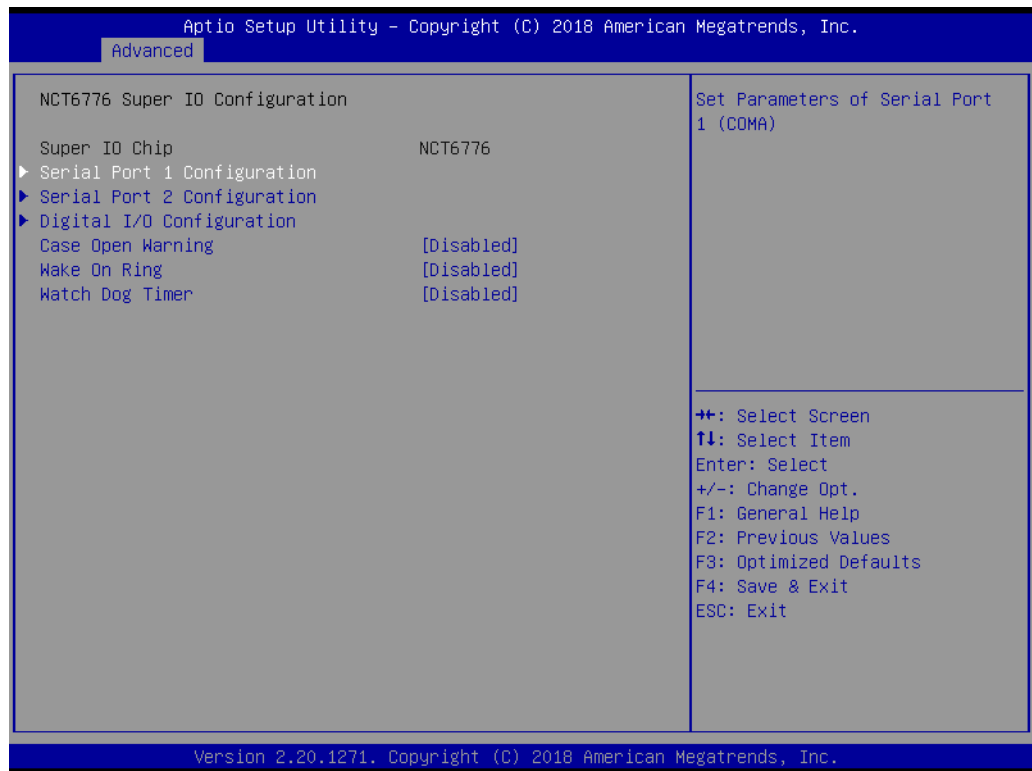 Aptio Setup Utility – Copyright (C) 2018 American Megatrends, Inc.
Advanced
NCT6776 Super IO Configuration
Super IO Chip NCT6776
▶ Serial Port 1 Configuration
▶ Serial Port 2 Configuration
▶ Digital I/O Configuration
Case Open Warning [Disabled]
Wake On Ring [Disabled]
Watch Dog Timer [Disabled]
Set Parameters of Serial Port
1 (COMA)
→←: Select Screen
↑↓: Select Item
Enter: Select
+/-: Change Opt.
F1: General Help
F2: Previous Values
F3: Optimized Defaults
F4: Save & Exit
ESC: Exit
Version 2.20.1271. Copyright (C) 2018 American Megatrends, Inc.